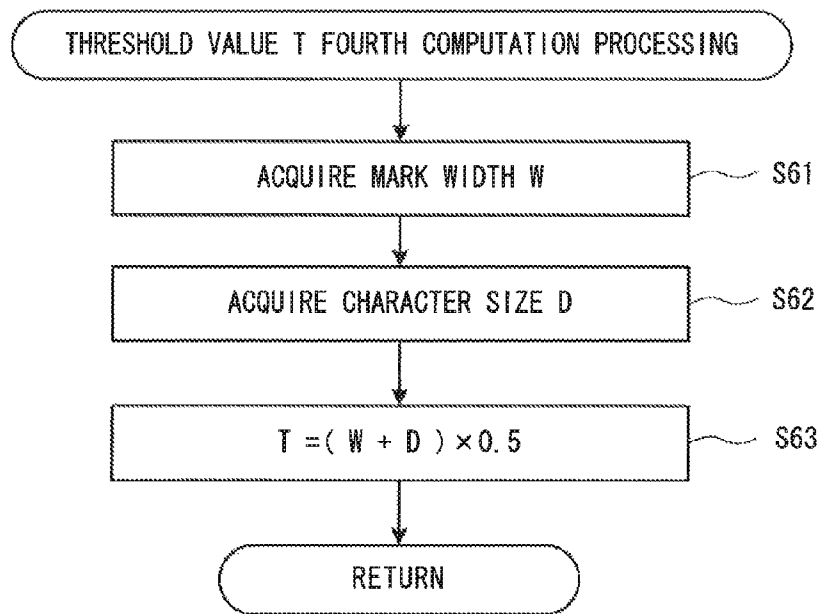 THRESHOLD VALUE T FOURTH COMPUTATION PROCESSING
ACQUIRE MARK WIDTH W
S61
ACQUIRE CHARACTER SIZE D
S62
T =( W + D ) ×0.5
S63
RETURN